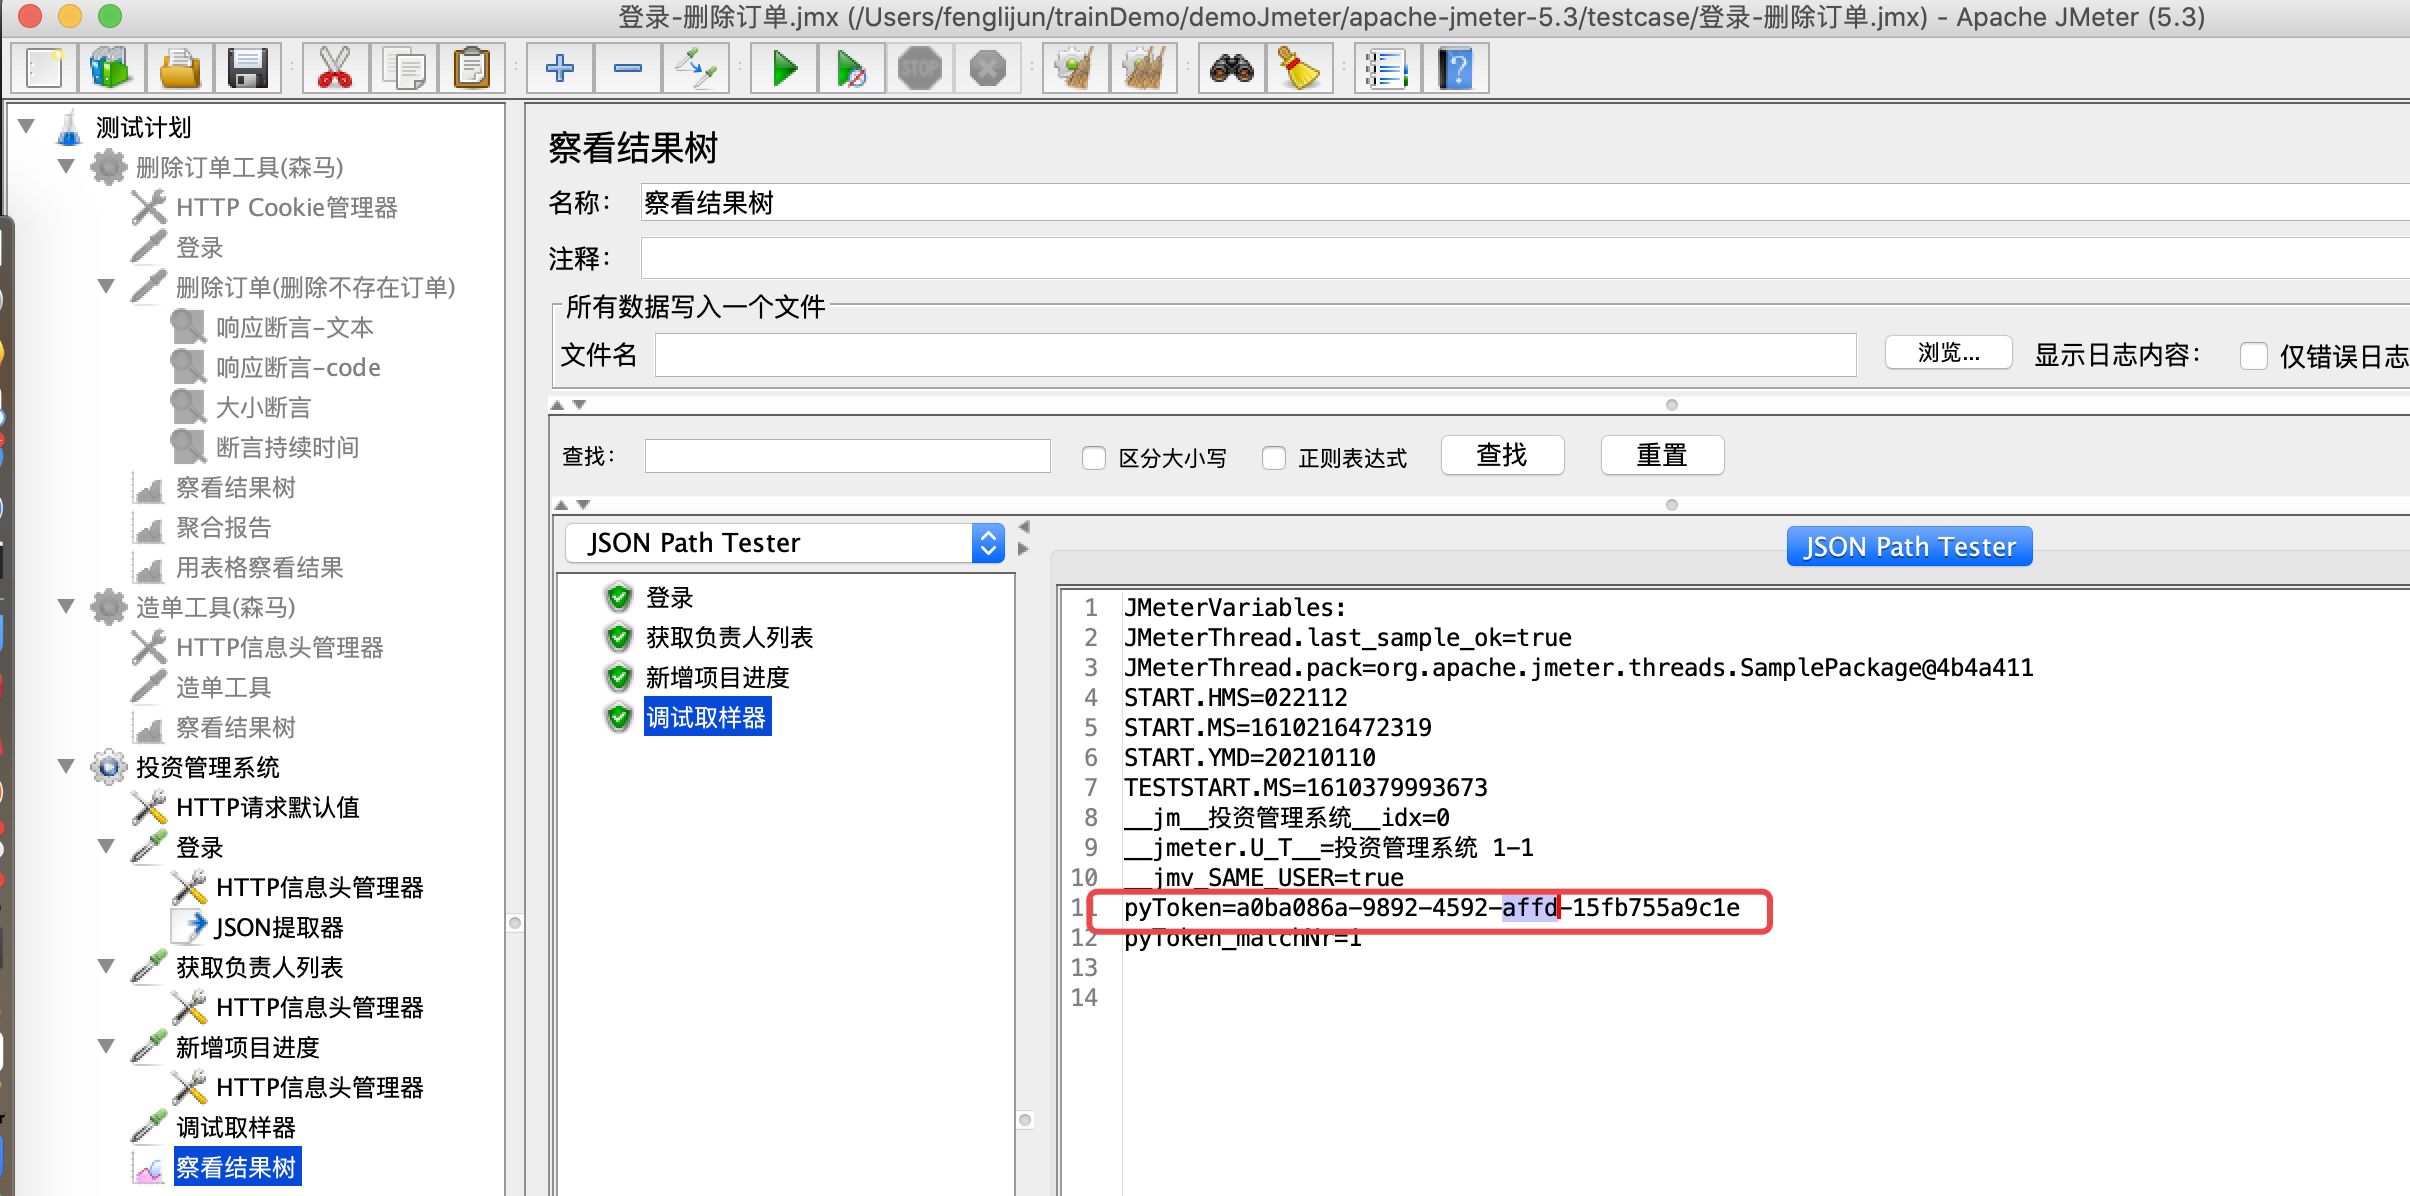 登录-删除订单.jmx (/Users/fenglijun/trainDemo/demoJmeter/apache-jmeter-5.3/testcase/登录-删除订单.jmx) - Apache JMeter (5.3)
STOP
测试计划
删除订单工具(森马)
HTTP Cookie管理器
登录
删除订单(删除不存在订单)
响应断言-文本
响应断言-code
大小断言
断言持续时间
察看结果树
聚合报告
用表格察看结果
造单工具(森马)
HTTP信息头管理器
造单工具
察看结果树
投资管理系统
HTTP请求默认值
登录
HTTP信息头管理器
JSON提取器
获取负责人列表
HTTP信息头管理器
新增项目进度
HTTP信息头管理器
调试取样器
察看结果树
察看结果树
名称： 察看结果树
注释：
所有数据写入一个文件
文件名 浏览... 显示日志内容： 仅错误日志
查找： 区分大小写 正则表达式 查找 重置
JSON Path Tester
登录
获取负责人列表
新增项目进度
调试取样器
JSON Path Tester
1 JMeterVariables:
2 JMeterThread.last_sample_ok=true
3 JMeterThread.pack=org.apache.jmeter.threads.SamplePackage@4b4a411
4 START.HMS=022112
5 START.MS=1610216472319
6 START.YMD=20210110
7 TESTSTART.MS=1610379993673
8 __jm__投资管理系统__idx=0
9 __jmeter.U_T__=投资管理系统 1-1
10 __jmv_SAME_USER=true
11 pyToken=a0ba086a-9892-4592-affd-15fb755a9c1e
12 pyToken_matchNr=1
13
14